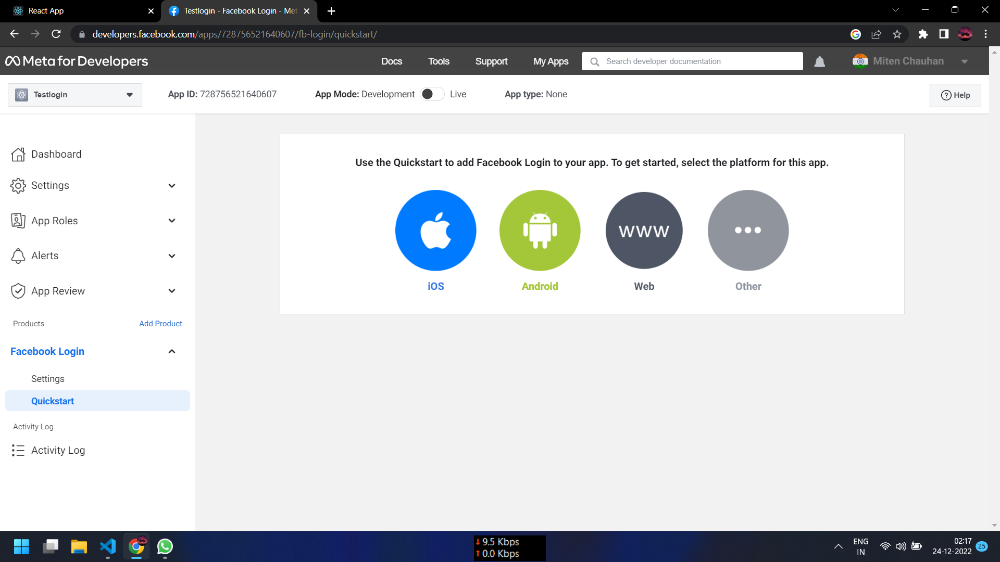 React App
Testlogin - Facebook Login - Met
developers.facebook.com/apps/728756521640607/fb-login/quickstart/
Meta for Developers
Docs
Tools
Support
My Apps
Search developer documentation
Miten Chauhan
Testlogin
App ID: 728756521640607
App Mode: Development
Live
App type: None
Help
Dashboard
Settings
App Roles
Alerts
App Review
Products
Add Product
Facebook Login
Settings
Quickstart
Activity Log
Activity Log
Use the Quickstart to add Facebook Login to your app. To get started, select the platform for this app.
WWW
iOS
Android
Web
Other
9.5 Kbps
0.0 Kbps
ENG
IN
02:17
24-12-2022
25